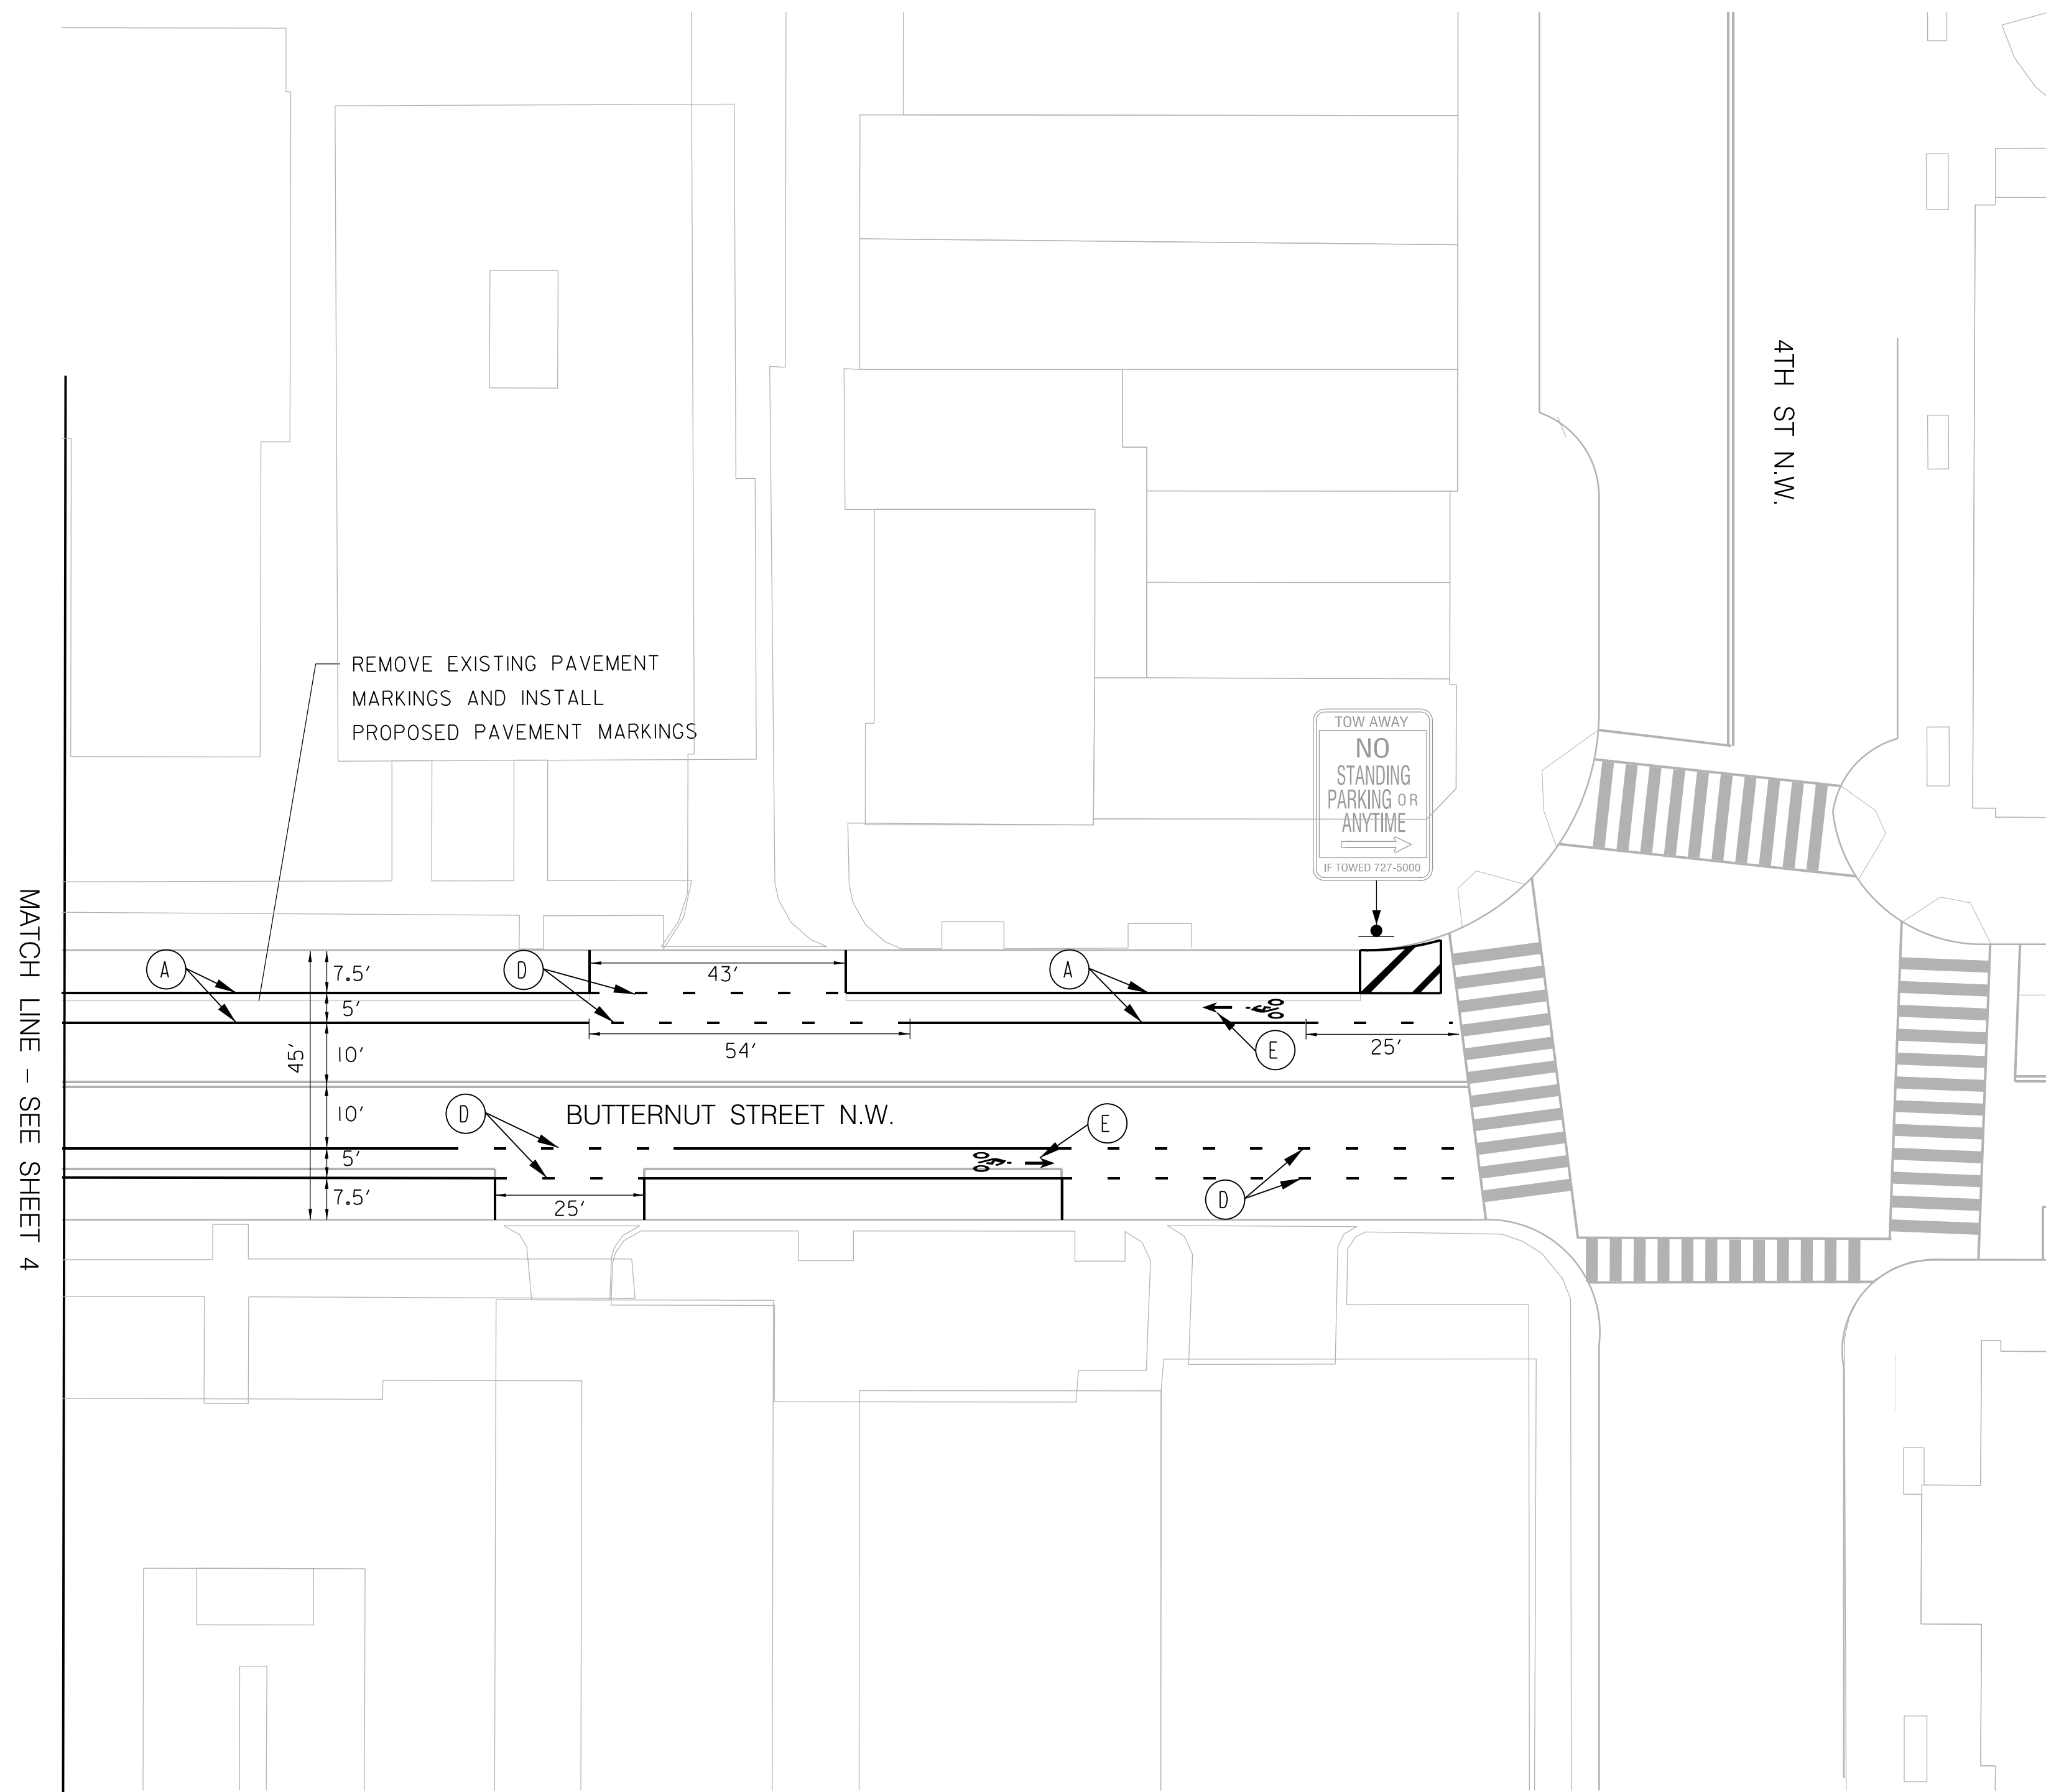 4TH ST N.W.
REMOVE EXISTING PAVEMENT
MARKINGS AND INSTALL
PROPOSED PAVEMENT MARKINGS
TOW AWAY
NO
STANDING
PARKING OR
ANYTIME
IF TOWED 727-5000
MATCH LINE - SEE SHEET 4
A
7.5'
D
43'
A
5'
54'
E
25'
45'
10'
10'
D
BUTTERNUT STREET N.W.
E
5'
7.5'
25'
D